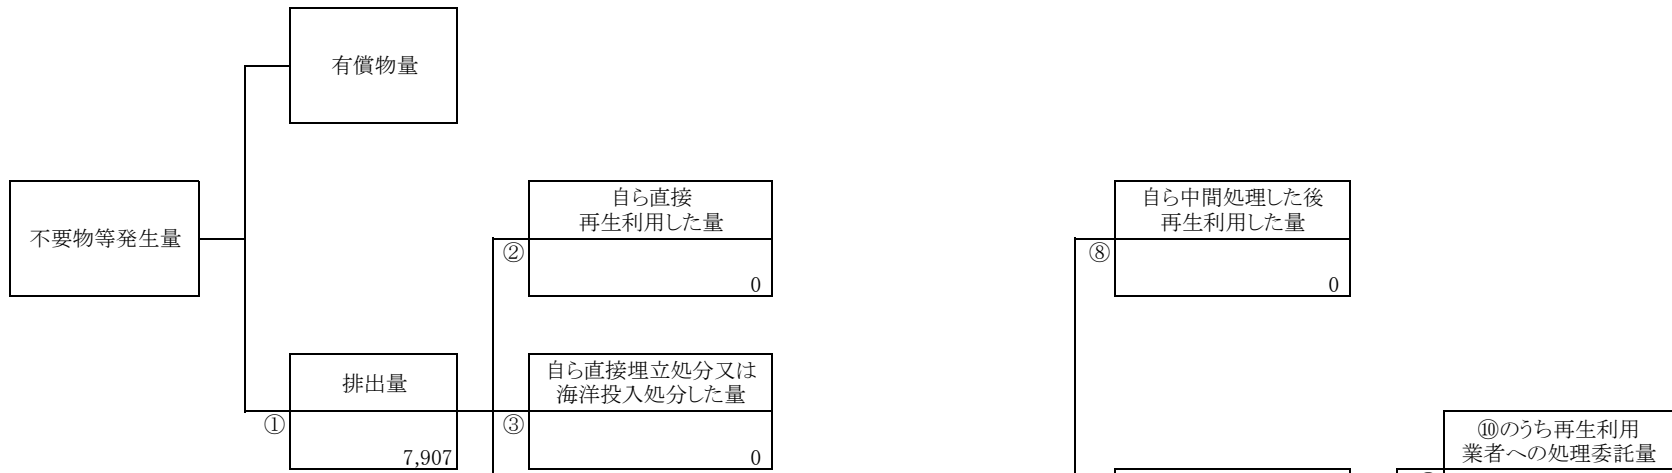 有償物量
不要物等発生量
自ら直接
再生利用した量
②
0
自ら中間処理した後
再生利用した量
⑧
0
排出量
①
7,907
自ら直接埋立処分又は
海洋投入処分した量
③
0
⑩のうち再生利用
業者への処理委託量